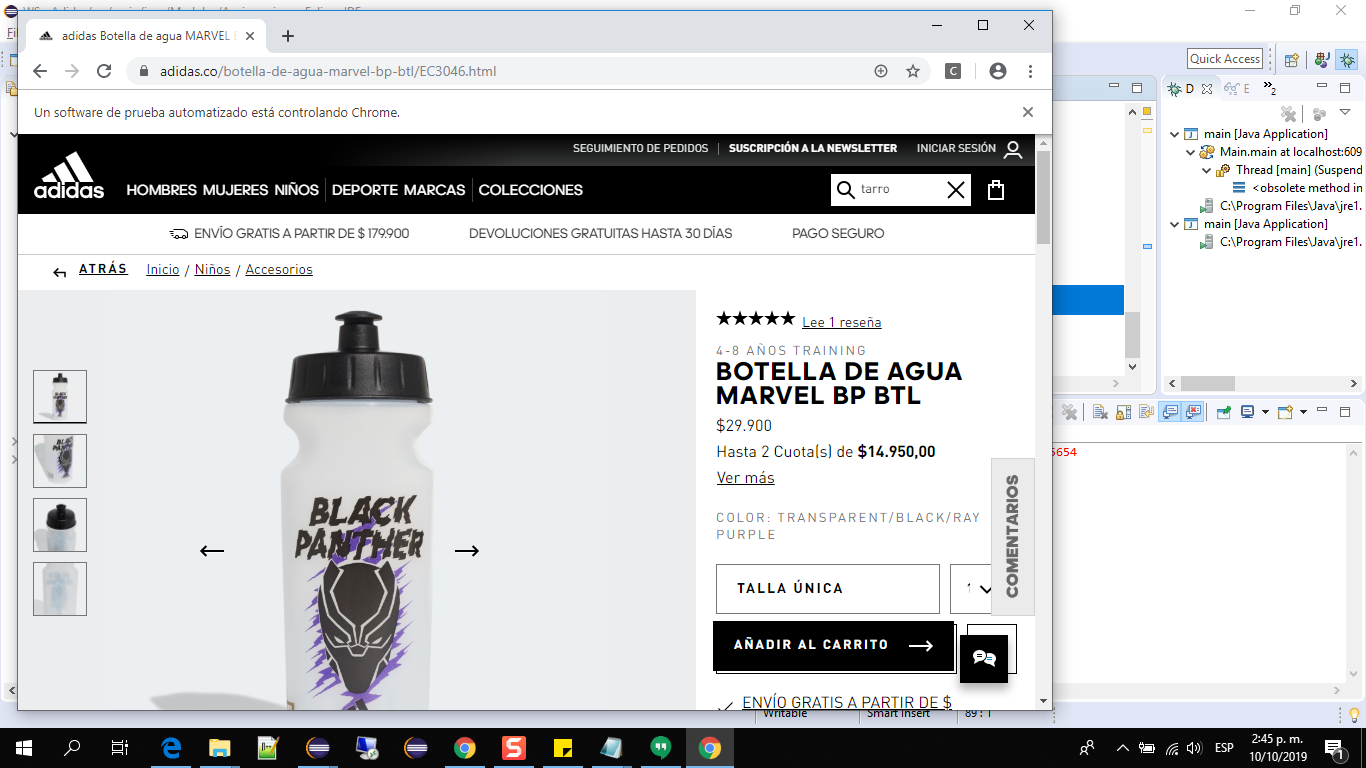 adidas Botella de agua MARVEL
adidas.co/botella-de-agua-marvel-bp-btl/EC3046.html
C
Un software de prueba automatizado está controlando Chrome.
SEGUIMIENTO DE PEDIDOS
SUSCRIPCIÓN A LA NEWSLETTER
INICIAR SESIÓN
adidas
HOMBRES MUJERES NIÑOS
DEPORTE MARCAS
COLECCIONES
tarro
ENVÍO GRATIS A PARTIR DE $ 179.900
DEVOLUCIONES GRATUITAS HASTA 30 DÍAS
PAGO SEGURO
ATRÁS
Inicio / Niños / Accesorios
BLACK
PANTHER
Lee 1 reseña
4-8 AÑOS TRAINING
BOTELLA DE AGUA
MARVEL BP BTL
$29.900
Hasta 2 Cuota(s) de $14.950,00
Ver más
COLOR: TRANSPARENT/BLACK/RAY
PURPLE
TALLA ÚNICA
1
AÑADIR AL CARRITO
ENVÍO GRATIS A PARTIR DE $
COMENTARIOS
Quick Access
D
E
2
main [Java Application]
Main.main at localhost:609
Thread [main] (Suspend
<obsolete method in
C:\Program Files\Java\jre1.
main [Java Application]
C:\Program Files\Java\jre1.
5654
Writable
Smart Insert
89 : 1
ESP
2:45 p. m.
10/10/2019
1